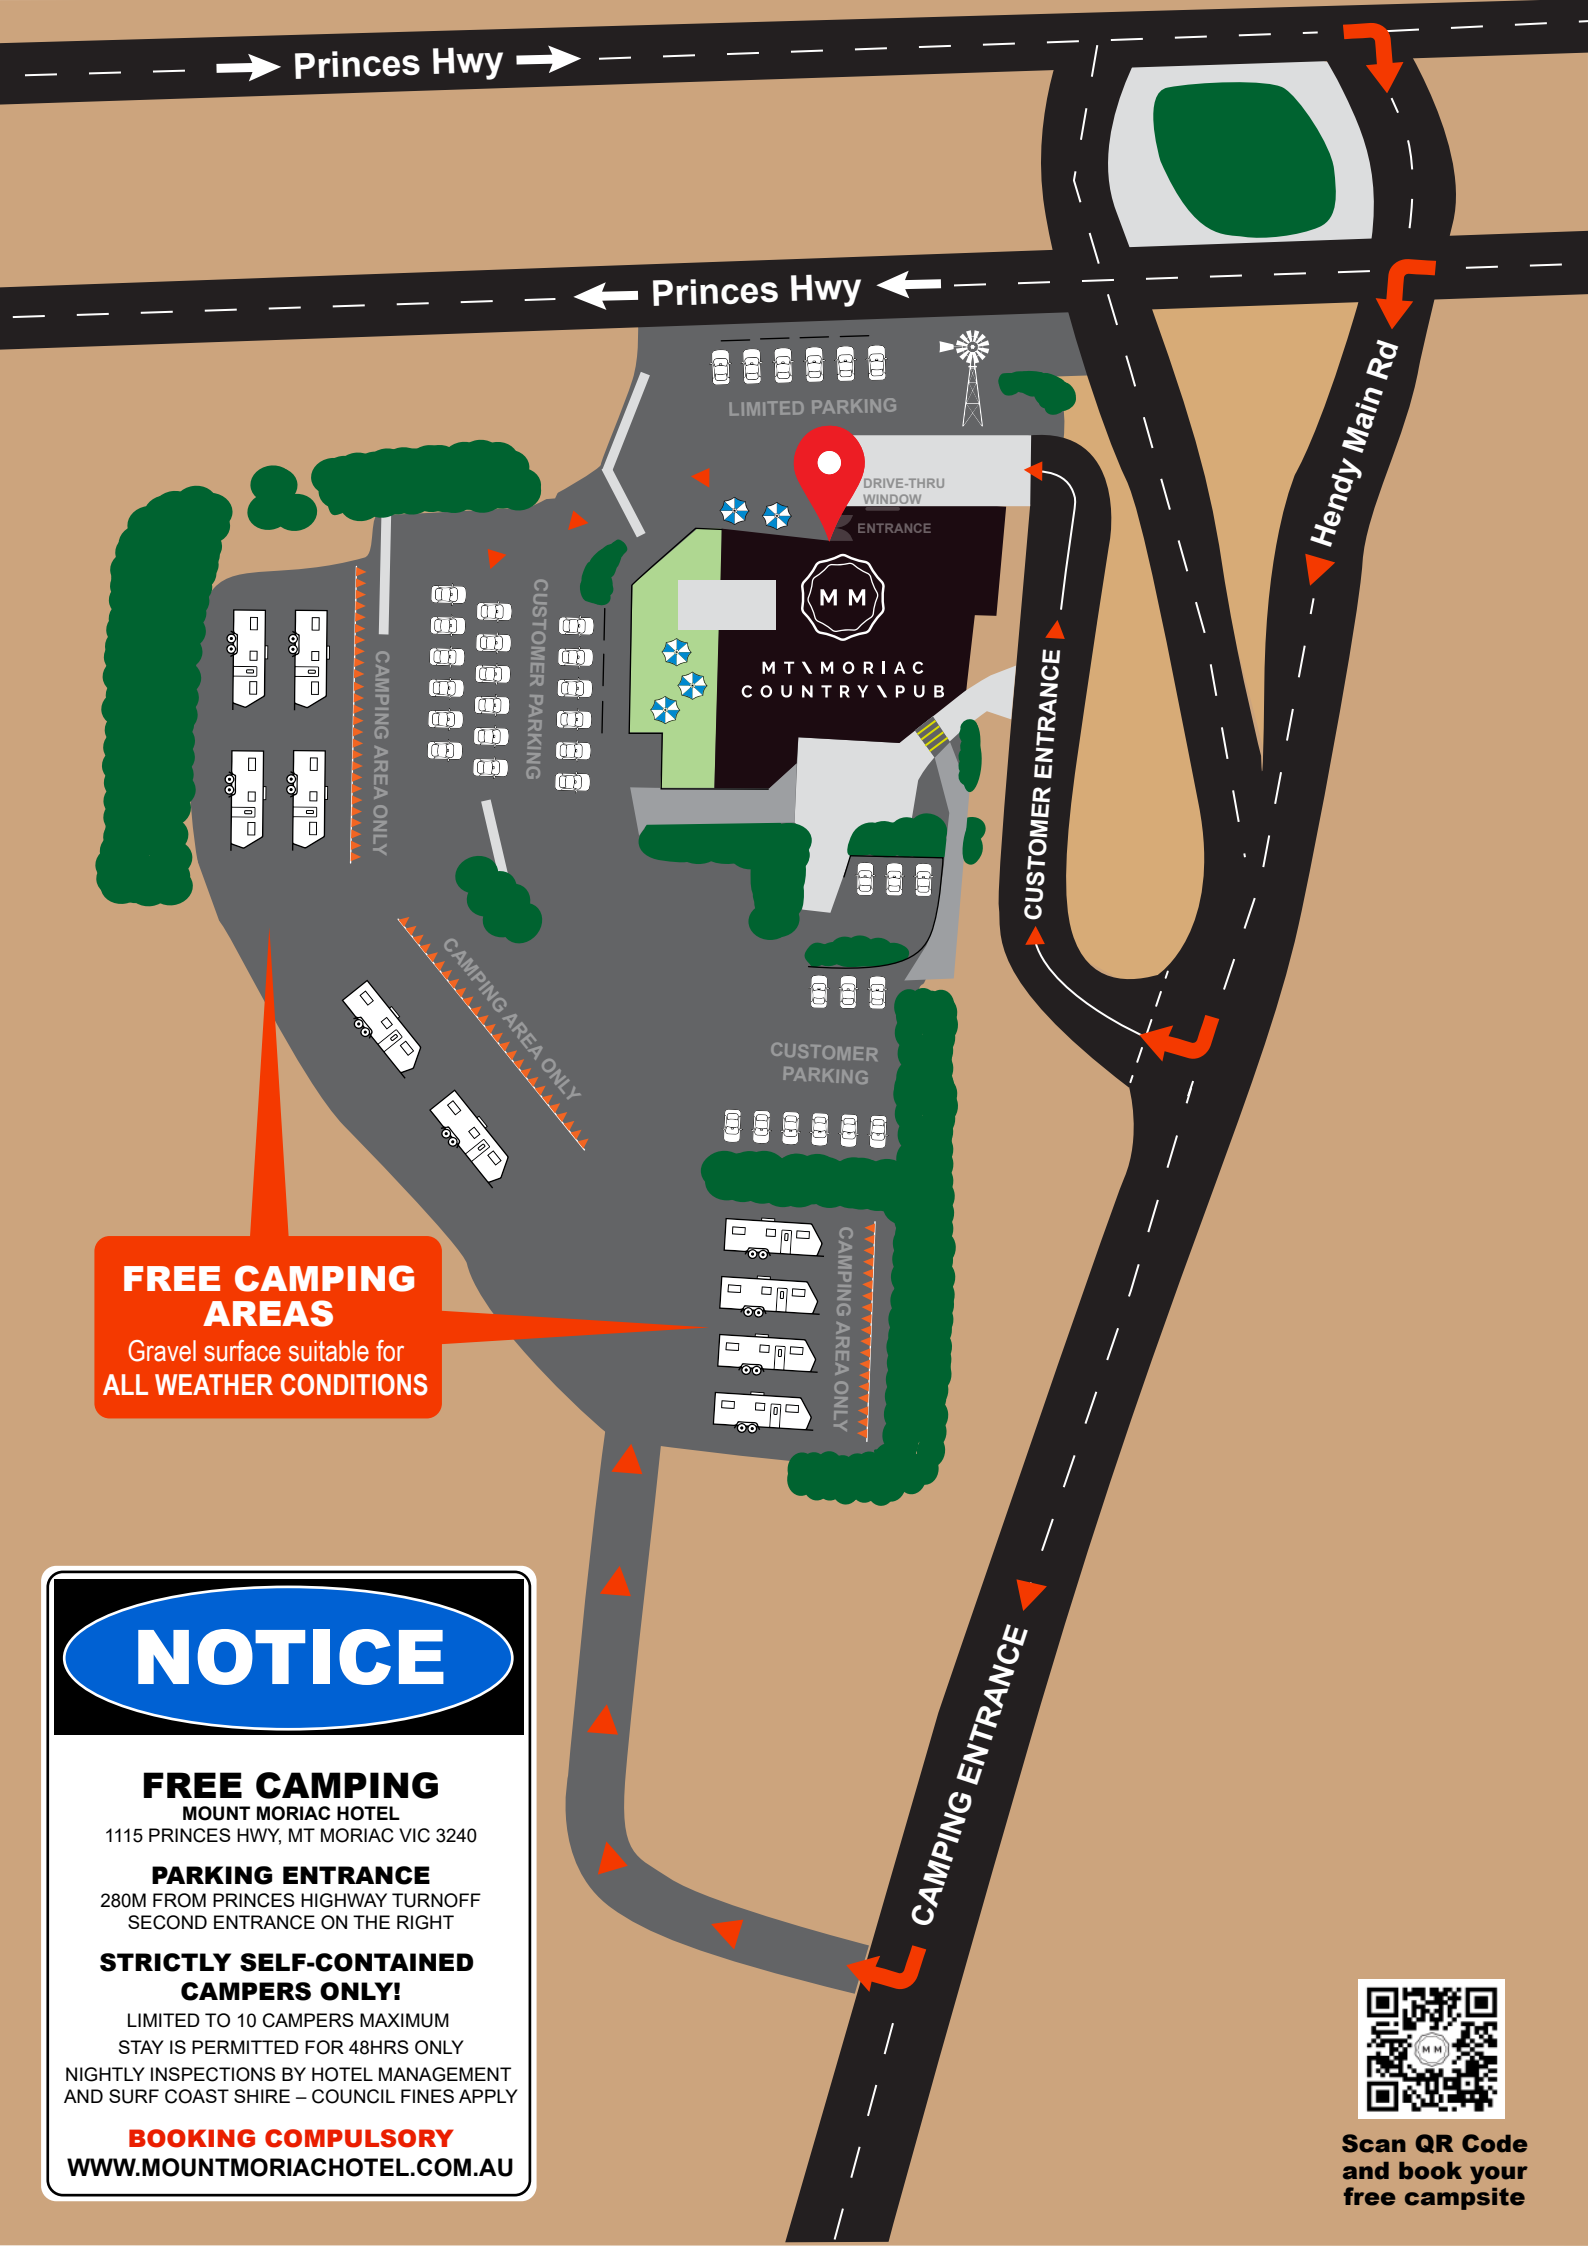 Princes Hwy
Princes Hwy
Hendy Main Rd
LIMITED PARKING
DRIVE-THRU
WINDOW
ENTRANCE
M M
MT\MORIAC
COUNTRY\PUB
CUSTOMER PARKING
CAMPING AREA ONLY
CUSTOMER ENTRANCE
CAMPING AREA ONLY
CUSTOMER
PARKING
CAMPING AREA ONLY
FREE CAMPING
AREAS
Gravel surface suitable for
ALL WEATHER CONDITIONS
CAMPING ENTRANCE
NOTICE
FREE CAMPING
MOUNT MORIAC HOTEL
1115 PRINCES HWY, MT MORIAC VIC 3240
PARKING ENTRANCE
280M FROM PRINCES HIGHWAY TURNOFF
SECOND ENTRANCE ON THE RIGHT
STRICTLY SELF-CONTAINED
CAMPERS ONLY!
LIMITED TO 10 CAMPERS MAXIMUM
STAY IS PERMITTED FOR 48HRS ONLY
NIGHTLY INSPECTIONS BY HOTEL MANAGEMENT
AND SURF COAST SHIRE – COUNCIL FINES APPLY
BOOKING COMPULSORY
WWW.MOUNTMORIACHOTEL.COM.AU
M M
Scan QR Code
and book your
free campsite